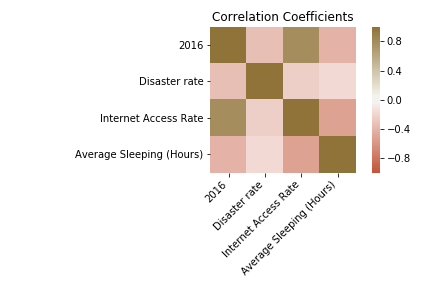 Correlation Coefficients
2016
Disaster rate
Internet Access Rate
Average Sleeping (Hours)
0.8
0.4
0.0
−0.4
−0.8
2016
Disaster rate
Internet Access Rate
Average Sleeping (Hours)